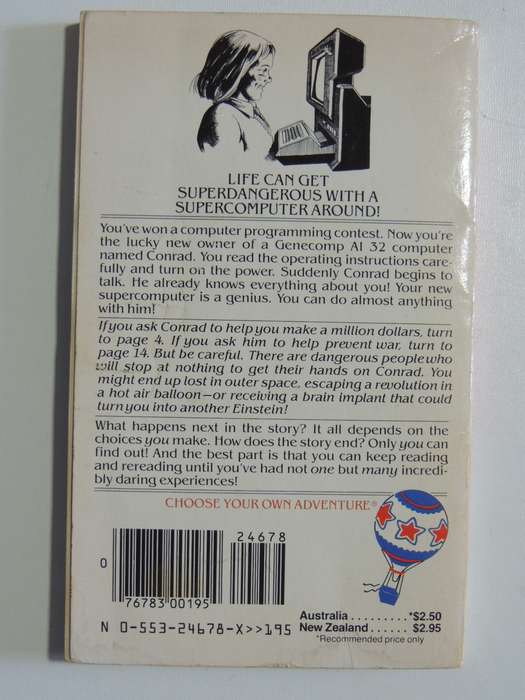 LIFE CAN GET
SUPERDANGEROUS WITH A
SUPERCOMPUTER AROUND!
You've won a computer programming contest. Now you're
the lucky new owner of a Genecomp AI 32 computer
named Conrad. You read the operating instructions care-
fully and turn on the power. Suddenly Conrad begins to
talk. He already knows everything about you! Your new
supercomputer is a genius. You can do almost anything
with him!
If you ask Conrad to help you make a million dollars, turn
to page 4. If you ask him to help prevent war, turn to
page 14. But be careful. There are dangerous people who
will stop at nothing to get their hands on Conrad. You
might end up lost in outer space, escaping a revolution in
a hot air balloon—or receiving a brain implant that could
turn you into another Einstein!
What happens next in the story? It all depends on the
choices you make. How does the story end? Only you can
find out! And the best part is that you can keep reading
and rereading until you've had not one but many incredi-
bly daring experiences!
CHOOSE YOUR OWN ADVENTURE®
24678
0
76783 00195
N 0-553-24678-X>>195
Australia . . . . . . . . . *$2.50
New Zealand . . . . . . $2.95
*Recommended price only